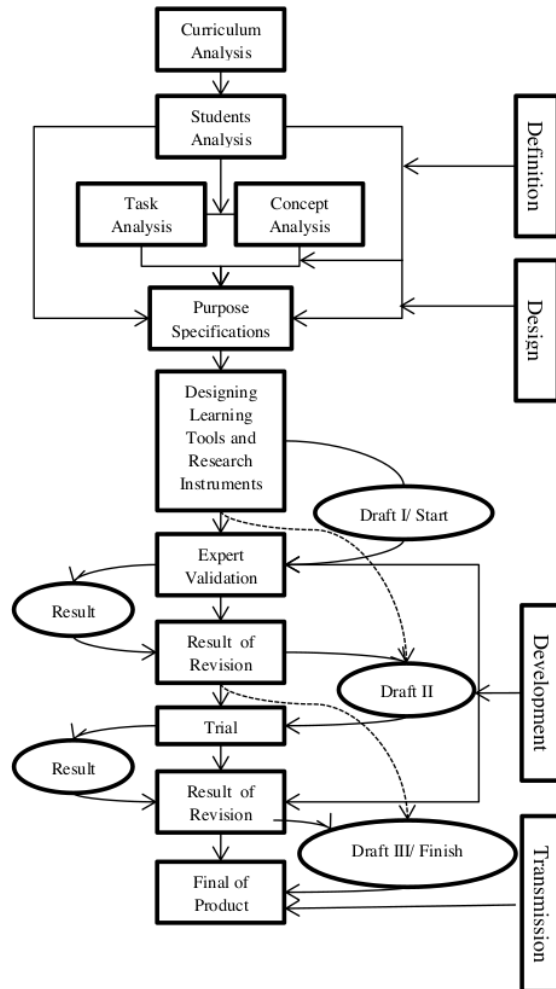 Curriculum
Analysis
Students
Analysis
Definition
Task
Analysis
Concept
Analysis
Design
Purpose
Specifications
Designing
Learning
Tools and
Research
Instruments
Draft I/ Start
Expert
Validation
Result
Result of
Revision
Draft II
Development
Trial
Result
Result of
Revision
Draft III/ Finish
Transmission
Final of
Product